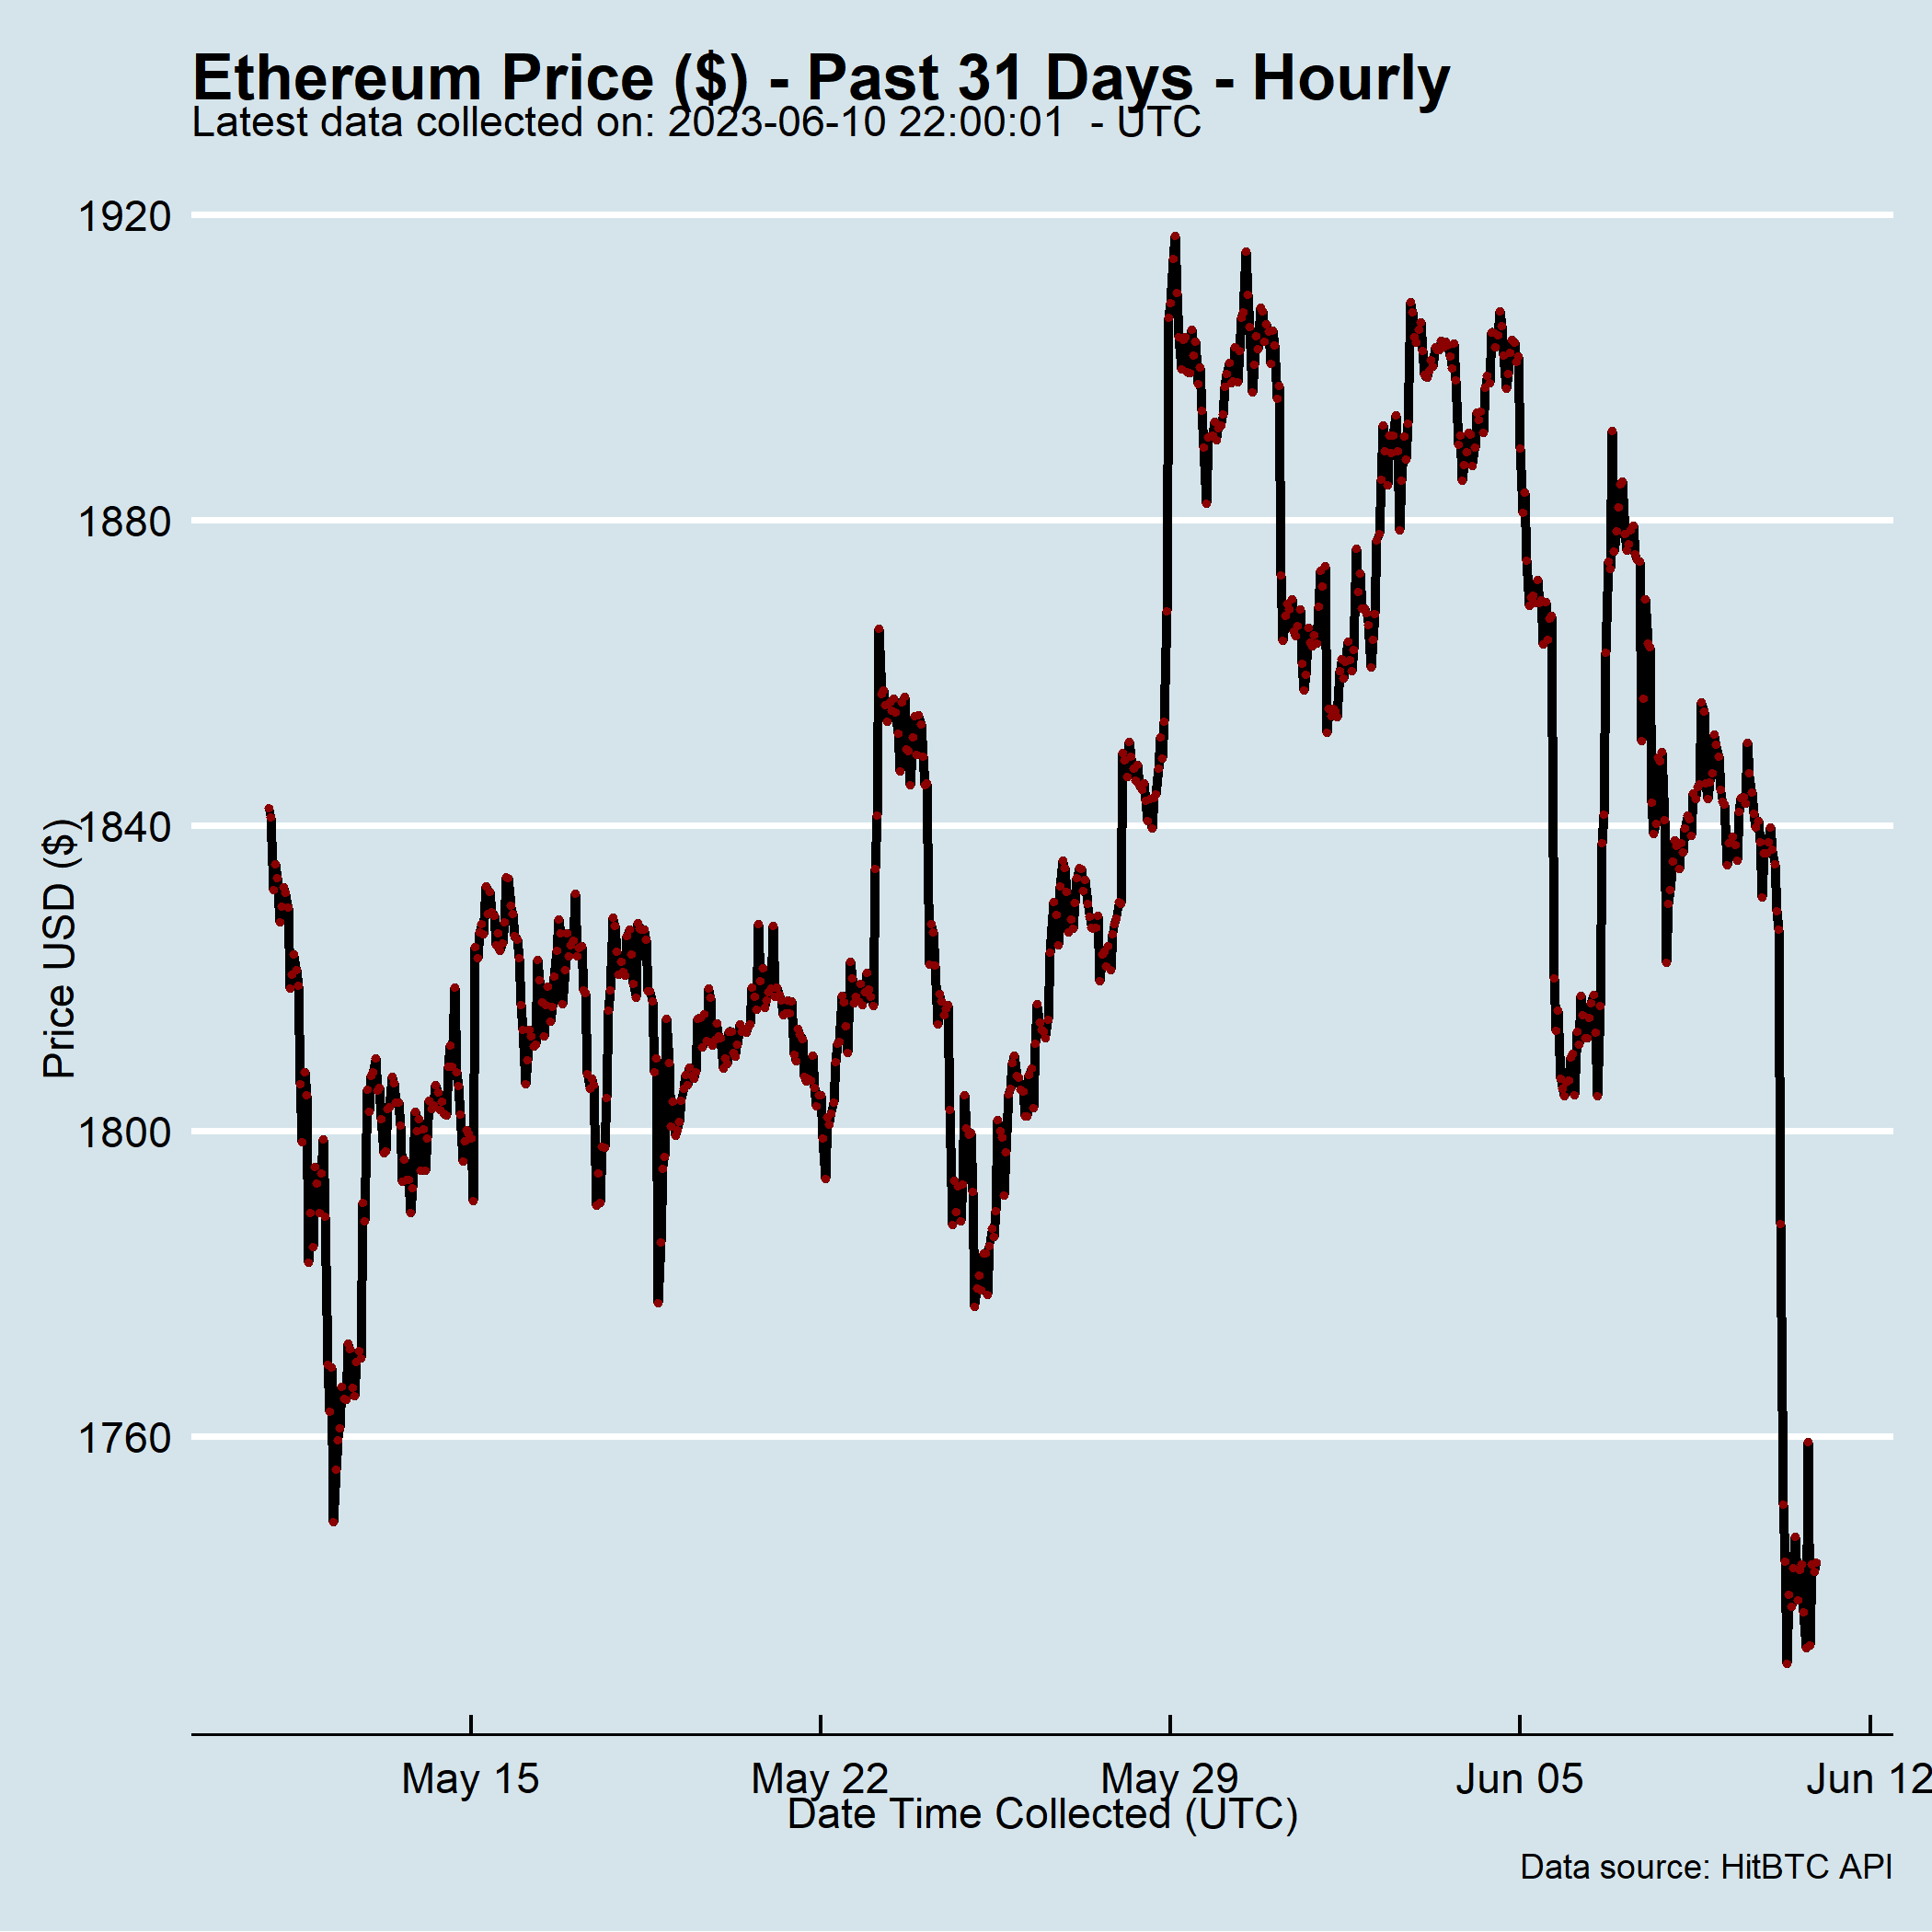 Ethereum Price ($) - Past 31 Days - Hourly
Latest data collected on: 2023-06-10 22:00:01  - UTC
1920
1880
1840
1800
1760
Price USD ($)
May 15
May 22
May 29
Jun 05
Jun 12
Date Time Collected (UTC)
Data source: HitBTC API